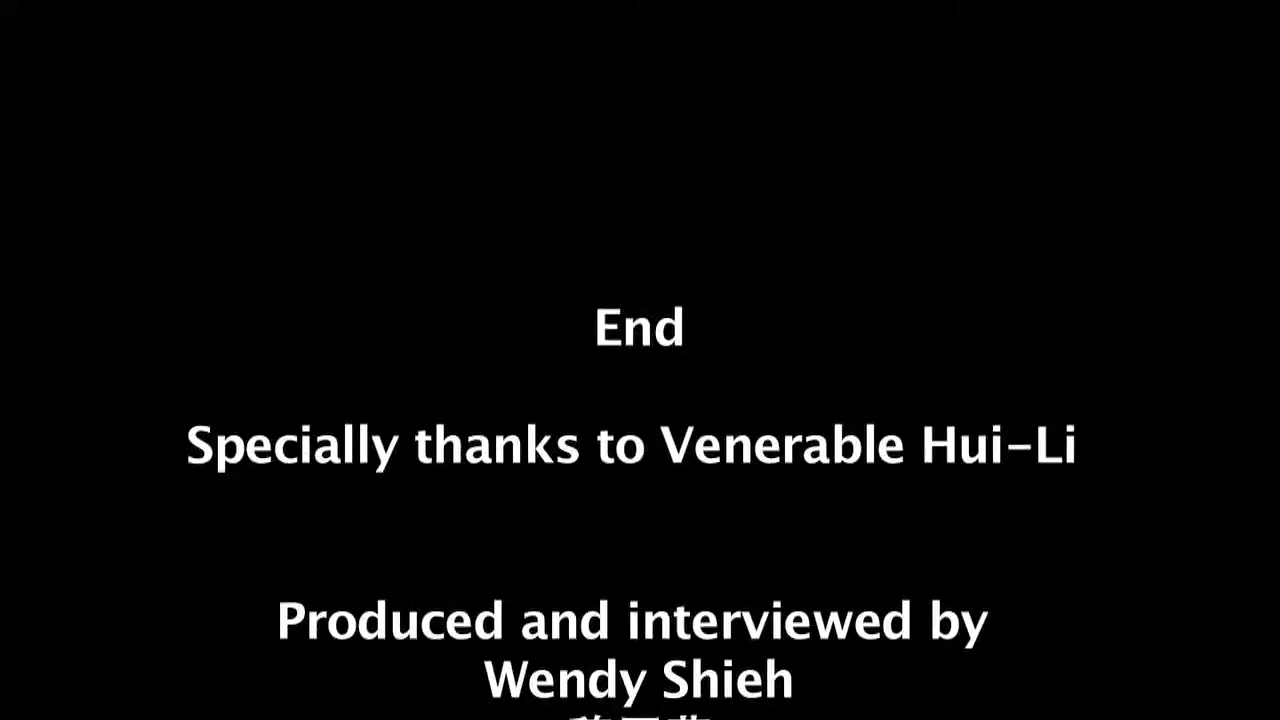 End
Specially thanks to Venerable Hui-Li
Produced and interviewed by
Wendy Shieh